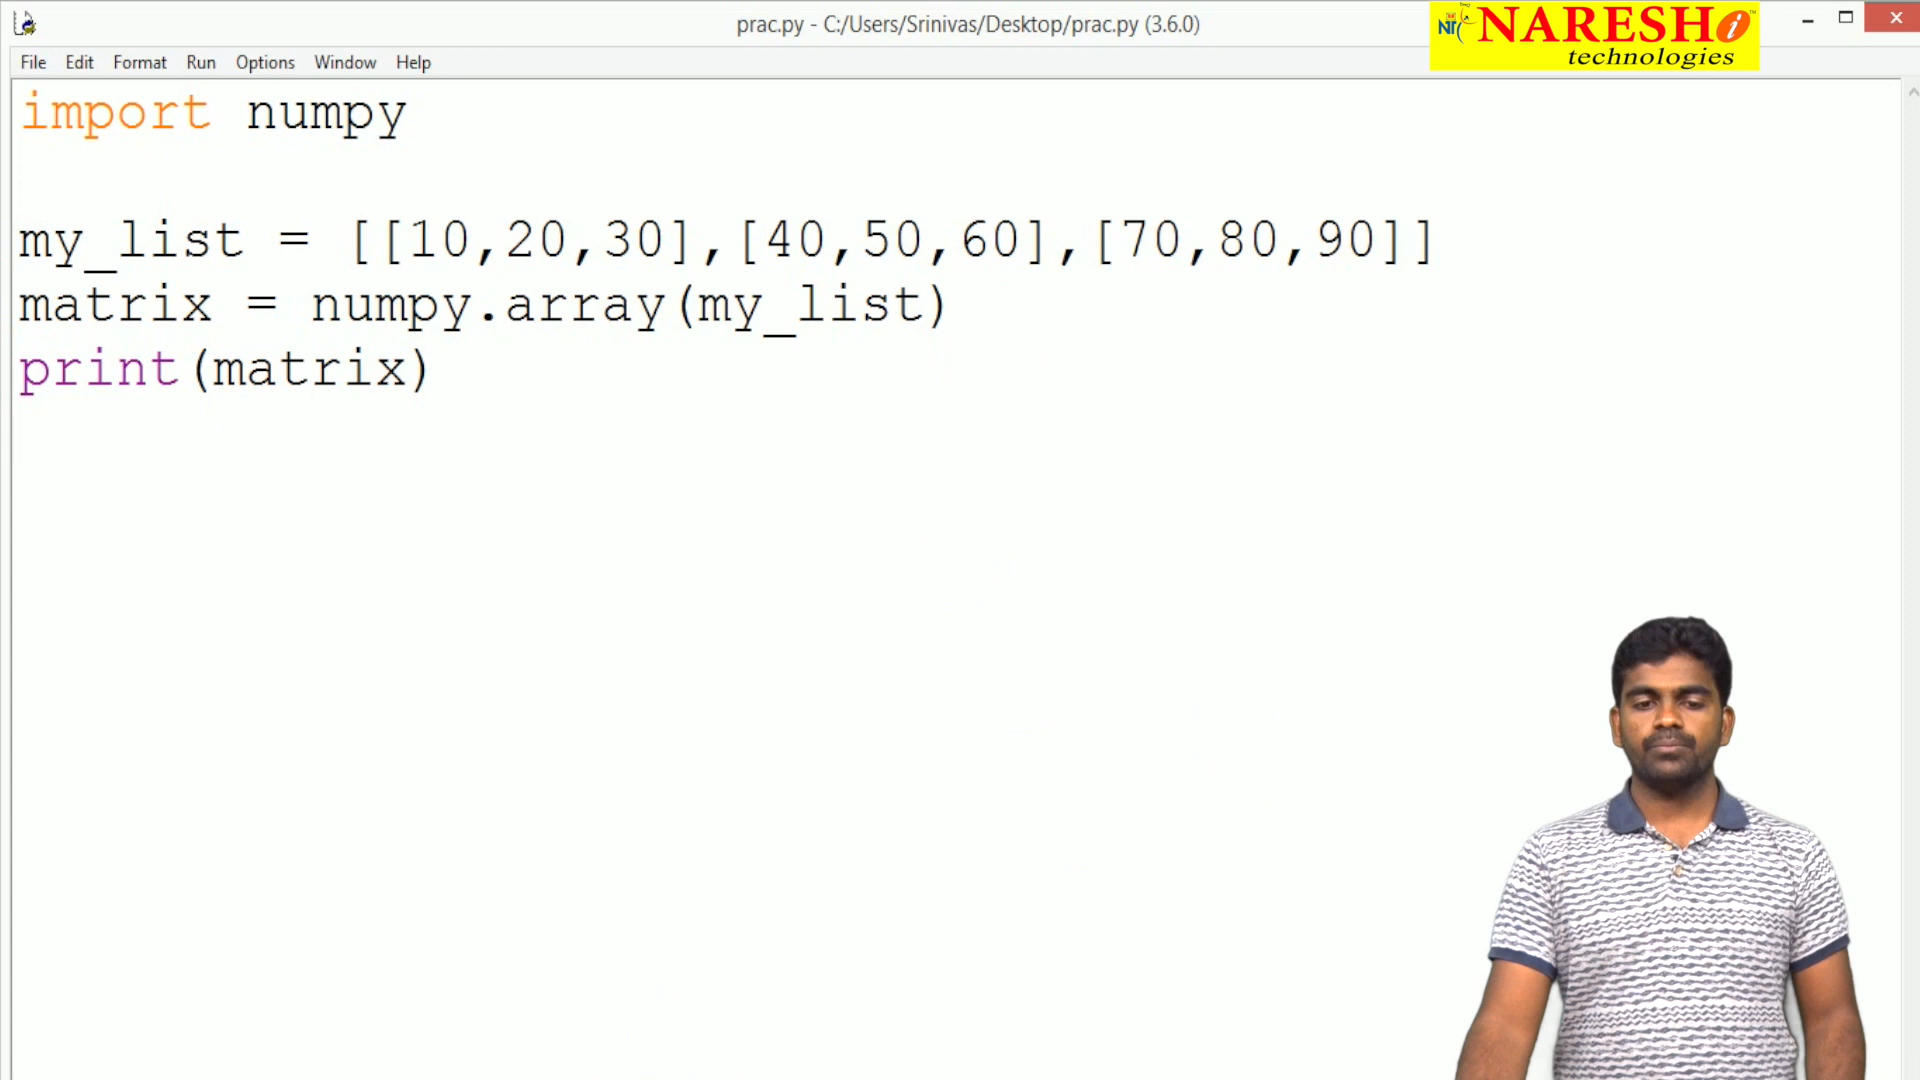 prac.py - C:/Users/Srinivas/Desktop/prac.py (3.6.0)
NT NARESH i
technologies
File Edit Format Run Options Window Help
import numpy
my_list = [[10,20,30],[40,50,60],[70,80,90]]
matrix = numpy.array(my_list)
print(matrix)